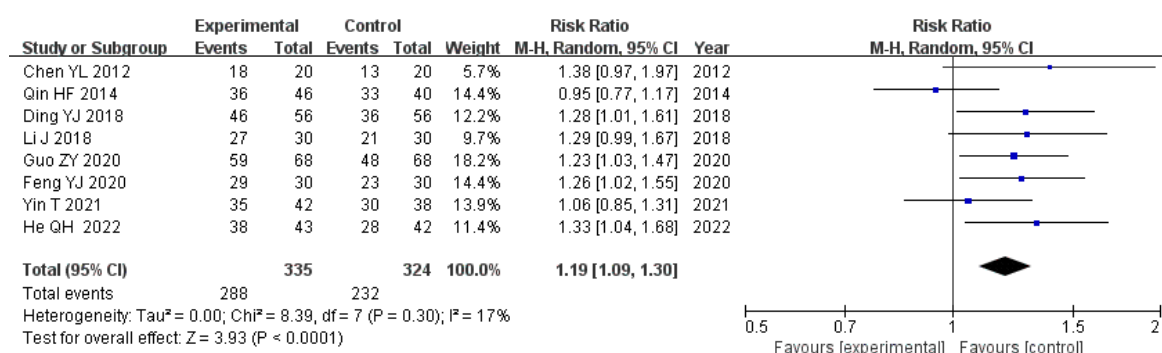 Experimental Control Risk Ratio Risk Ratio
Study or Subgroup Events Total Events Total Weight M-H, Random, 95% CI Year M-H, Random, 95% CI
Chen YL 2012 18 20 13 20 5.7% 1.38 [0.97, 1.97] 2012
Qin HF 2014 36 46 33 40 14.4% 0.95 [0.77, 1.17] 2014
Ding YJ 2018 46 56 36 56 12.2% 1.28 [1.01, 1.61] 2018
Li J 2018 27 30 21 30 9.7% 1.29 [0.99, 1.67] 2018
Guo ZY 2020 59 68 48 68 18.2% 1.23 [1.03, 1.47] 2020
Feng YJ 2020 29 30 23 30 14.4% 1.26 [1.02, 1.55] 2020
Yin T 2021 35 42 30 38 13.9% 1.06 [0.85, 1.31] 2021
He QH 2022 38 43 28 42 11.4% 1.33 [1.04, 1.68] 2022
Total (95% CI) 335 324 100.0% 1.19 [1.09, 1.30]
Total events 288 232
Heterogeneity: Tau² = 0.00; Chi² = 8.39, df = 7 (P = 0.30); I² = 17%
Test for overall effect: Z = 3.93 (P < 0.0001)
0.5 0.7 1 1.5 2
Favours [experimental] Favours [control]